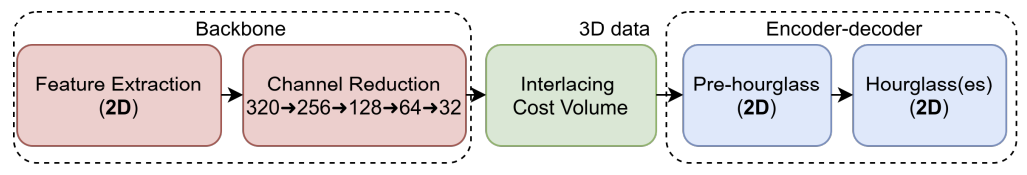 Backbone
3D data
Encoder-decoder
Feature Extraction
(2D)
Channel Reduction
320➔256➔128➔64➔32
Interlacing
Cost Volume
Pre-hourglass
(2D)
Hourglass(es)
(2D)